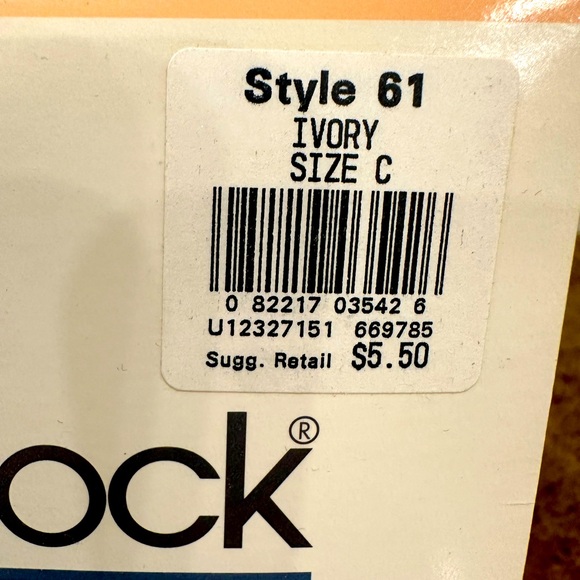 Style 61
IVORY
SIZE C
0 82217 03542 6
U12327151 669785
Sugg. Retail $5.50
ock®